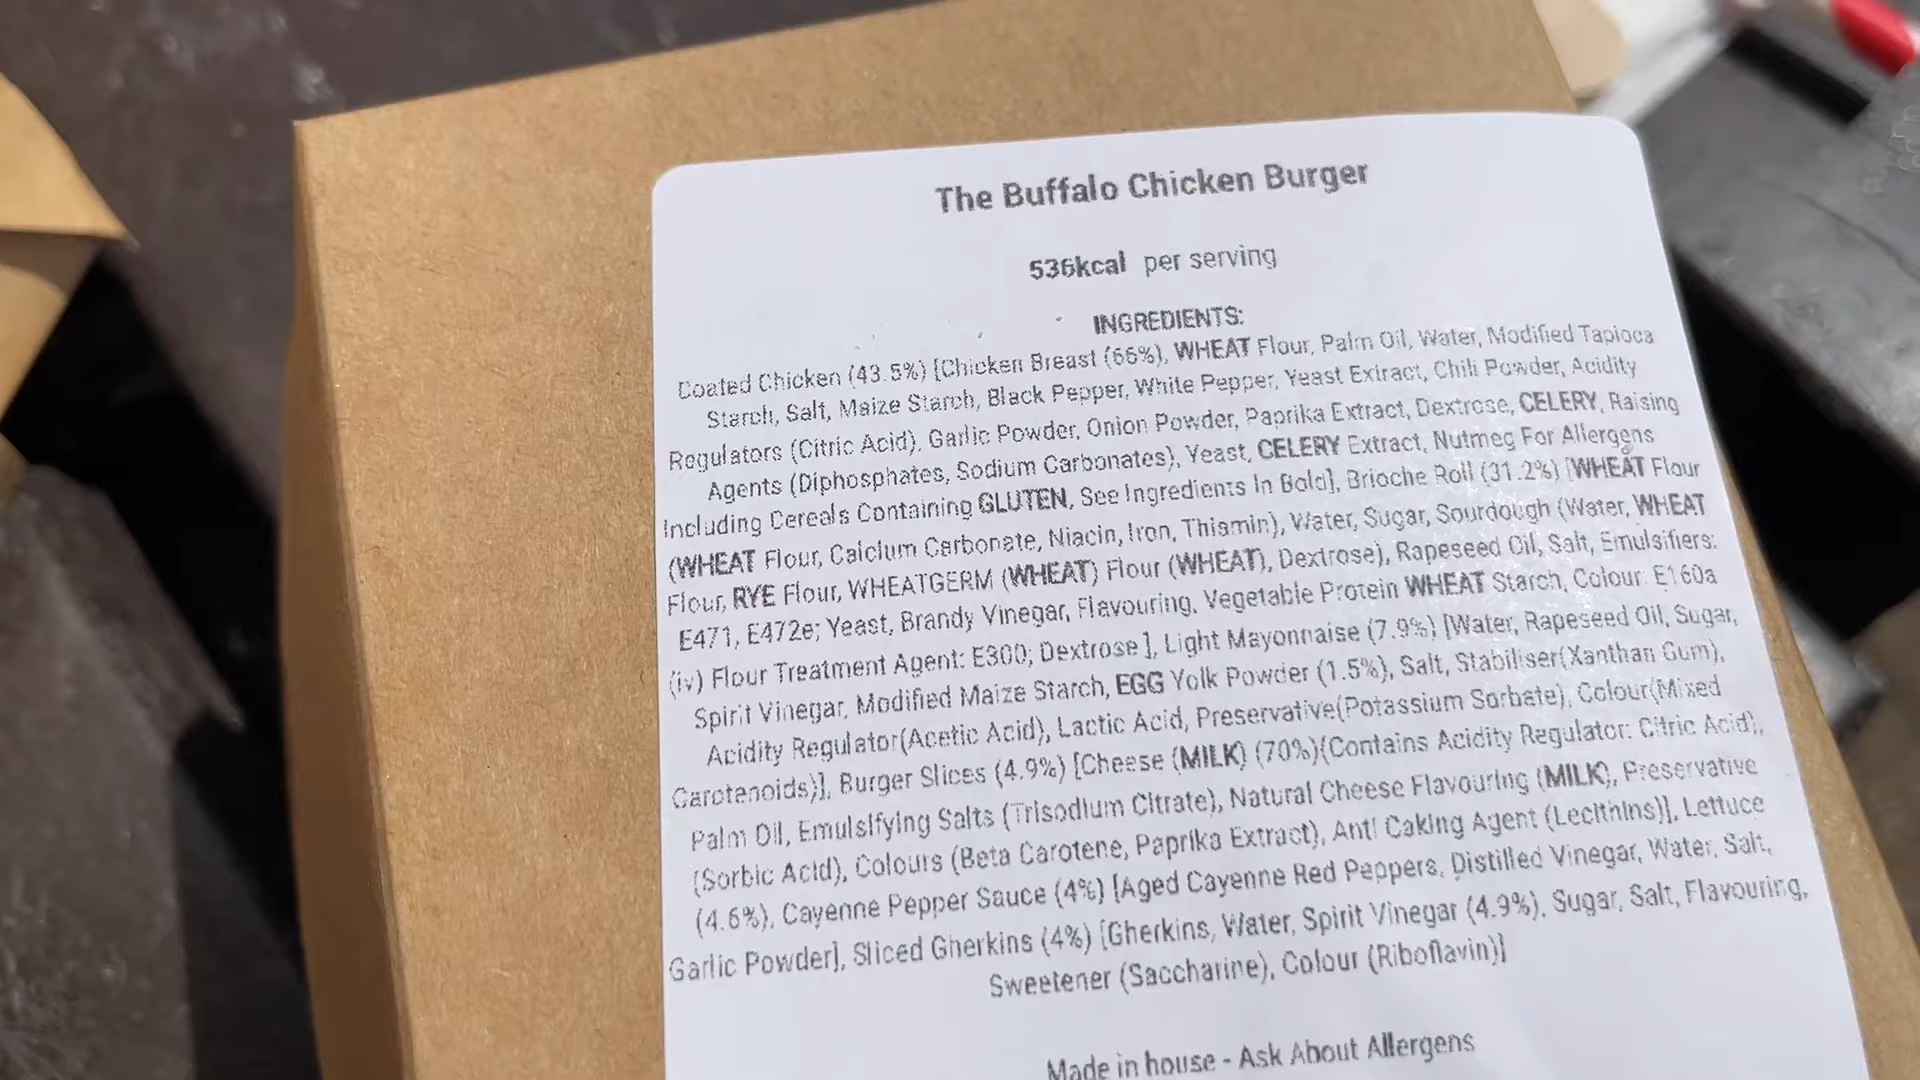 The Buffalo Chicken Burger
536kcal per serving
INGREDIENTS:
Coated Chicken (43.5%) [Chicken Breast (66%), WHEAT Flour, Palm Oil, Water, Modified Tapioca
Starch, Salt, Maize Starch, Black Pepper, White Pepper, Yeast Extract, Chili Powder, Acidity
Regulators (Citric Acid), Garlic Powder, Onion Powder, Paprika Extract, Dextrose, CELERY, Raising
Agents (Diphosphates, Sodium Carbonates), Yeast, CELERY Extract, Nutmeg For Allergens
Including Cereals Containing GLUTEN, See Ingredients In Bold], Brioche Roll (31.2%) [WHEAT Flour
(WHEAT Flour, Calcium Carbonate, Niacin, Iron, Thiamin), Water, Sugar, Sourdough (Water, WHEAT
Flour, RYE Flour, WHEATGERM (WHEAT) Flour (WHEAT), Dextrose), Rapeseed Oil, Salt, Emulsifiers:
E471, E472e; Yeast, Brandy Vinegar, Flavouring, Vegetable Protein WHEAT Starch, Colour: E160a
(iv) Flour Treatment Agent: E300; Dextrose ], Light Mayonnaise (7.9%) [Water, Rapeseed Oil, Sugar,
Spirit Vinegar, Modified Maize Starch, EGG Yolk Powder (1.5%), Salt, Stabiliser(Xanthan Gum),
Acidity Regulator(Acetic Acid), Lactic Acid, Preservative(Potassium Sorbate), Colour(Mixed
Carotenoids)], Burger Slices (4.9%) [Cheese (MILK) (70%)(Contains Acidity Regulator: Citric Acid),
Palm Oil, Emulsifying Salts (Trisodium Citrate), Natural Cheese Flavouring (MILK), Preservative
(Sorbic Acid), Colours (Beta Carotene, Paprika Extract), Anti Caking Agent (Lecithins)], Lettuce
(4.6%), Cayenne Pepper Sauce (4%) [Aged Cayenne Red Peppers, Distilled Vinegar, Water, Salt,
Garlic Powder], Sliced Gherkins (4%) [Gherkins, Water, Spirit Vinegar (4.9%), Sugar, Salt, Flavouring,
Sweetener (Saccharine), Colour (Riboflavin)]
Made in house - Ask About Allergens